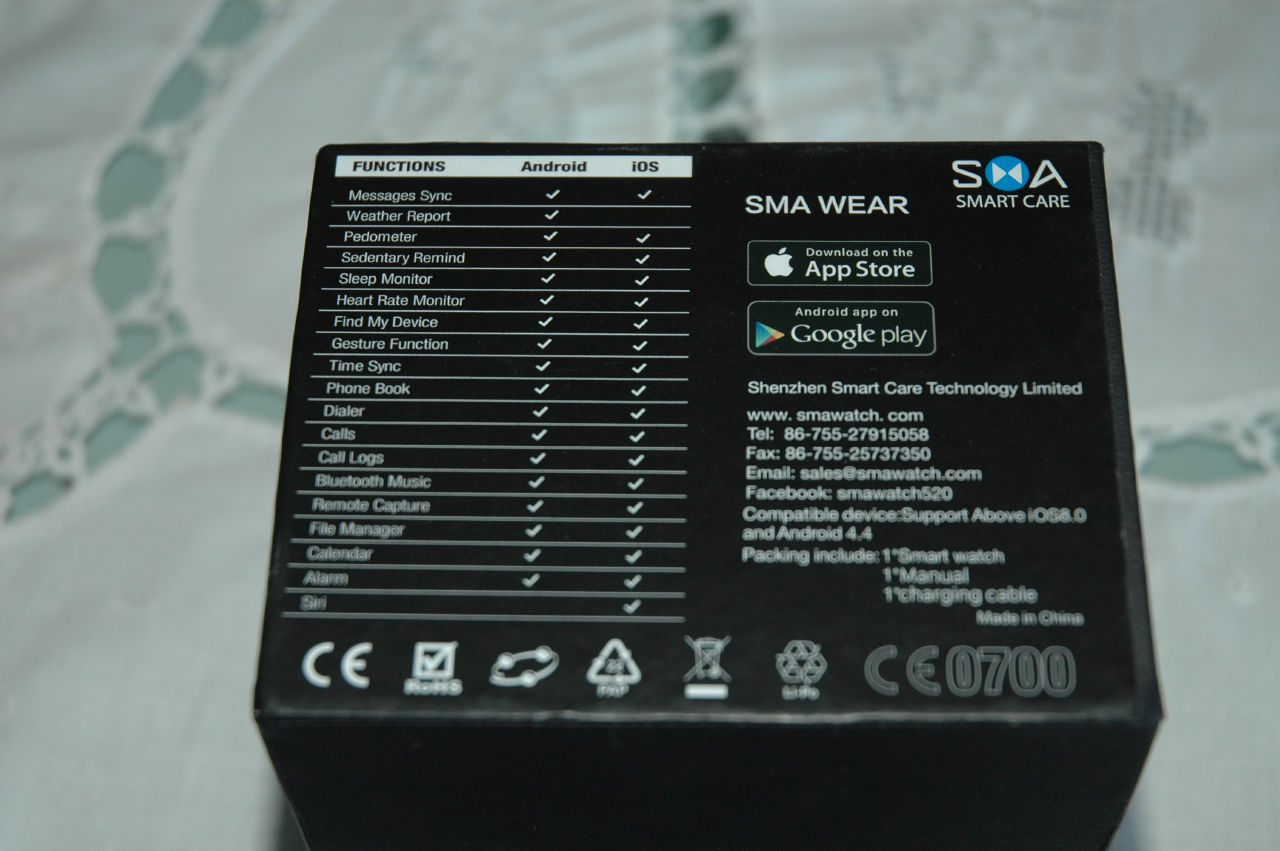 FUNCTIONS Android iOS
Messages Sync ✓ ✓
Weather Report ✓
Pedometer ✓ ✓
Sedentary Remind ✓ ✓
Sleep Monitor ✓ ✓
Heart Rate Monitor ✓ ✓
Find My Device ✓ ✓
Gesture Function ✓ ✓
Time Sync ✓ ✓
Phone Book ✓ ✓
Dialer ✓ ✓
Calls ✓ ✓
Call Logs ✓ ✓
Bluetooth Music ✓ ✓
Remote Capture ✓ ✓
File Manager ✓ ✓
Calendar ✓ ✓
Alarm ✓ ✓
Siri ✓
SMA
SMART CARE
SMA WEAR
Download on the
App Store
Android app on
Google play
Shenzhen Smart Care Technology Limited
www. smawatch. com
Tel: 86-755-27915058
Fax: 86-755-25737350
Email: sales@smawatch.com
Facebook: smawatch520
Compatible device:Support Above iOS8.0
and Android 4.4
Packing include: 1*Smart watch
1*Manual
1*charging cable
Made in China
CE
RoHS
PAP
Li-Po
CE0700